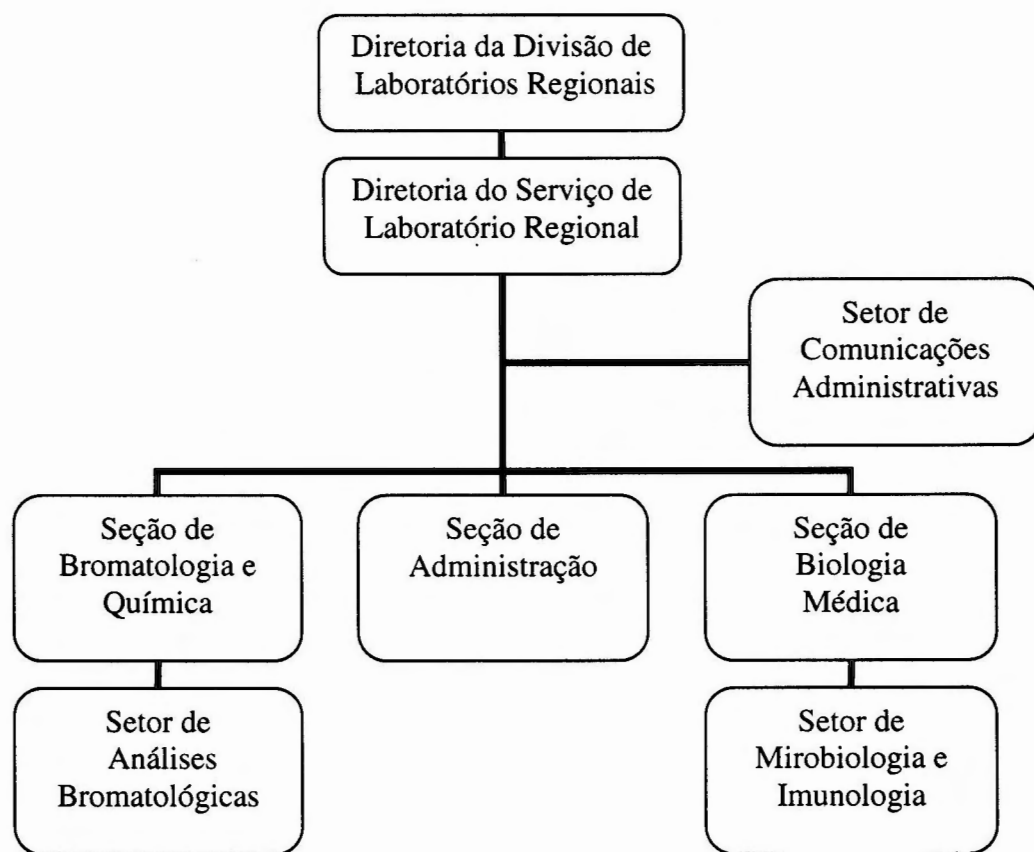 Diretoria da Divisão de
Laboratórios Regionais
Diretoria do Serviço de
Laboratório Regional
Setor de
Comunicações
Administrativas
Seção de
Bromatologia e
Química
Seção de
Administração
Seção de
Biologia
Médica
Setor de
Análises
Bromatológicas
Setor de
Mirobiologia e
Imunologia